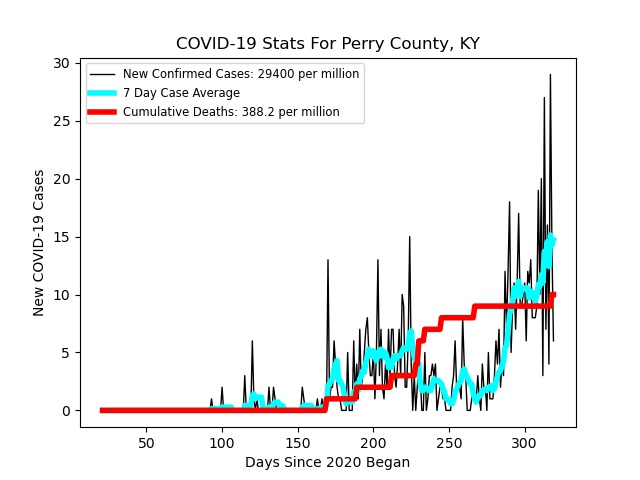 COVID-19 Stats For Perry County, KY
New Confirmed Cases: 29400 per million
7 Day Case Average
Cumulative Deaths: 388.2 per million
New COVID-19 Cases
30
25
20
15
10
5
0
50 100 150 200 250 300
Days Since 2020 Began